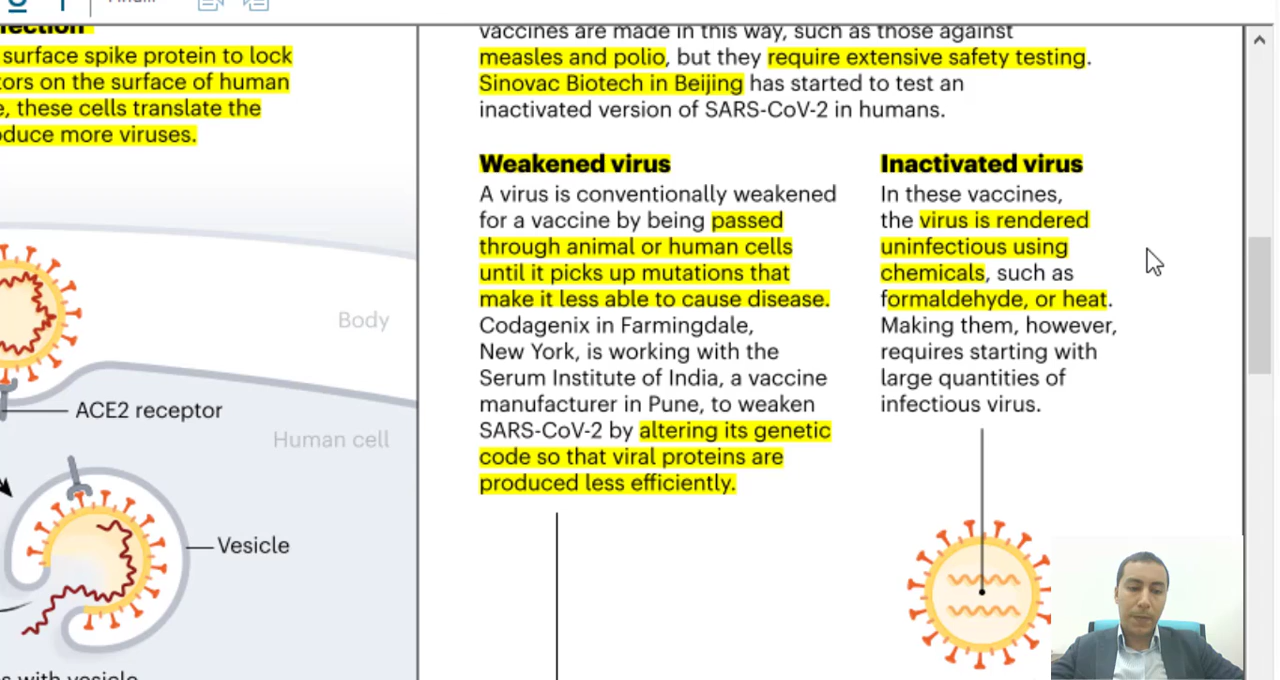 surface spike protein to lock
tors on the surface of human
e, these cells translate the
oduce more viruses.
Body
ACE2 receptor
Human cell
Vesicle
s with vesicle
vaccines are made in this way, such as those against
measles and polio, but they require extensive safety testing.
Sinovac Biotech in Beijing has started to test an
inactivated version of SARS-CoV-2 in humans.
Weakened virus
A virus is conventionally weakened
for a vaccine by being passed
through animal or human cells
until it picks up mutations that
make it less able to cause disease.
Codagenix in Farmingdale,
New York, is working with the
Serum Institute of India, a vaccine
manufacturer in Pune, to weaken
SARS-CoV-2 by altering its genetic
code so that viral proteins are
produced less efficiently.
Inactivated virus
In these vaccines,
the virus is rendered
uninfectious using
chemicals, such as
formaldehyde, or heat.
Making them, however,
requires starting with
large quantities of
infectious virus.